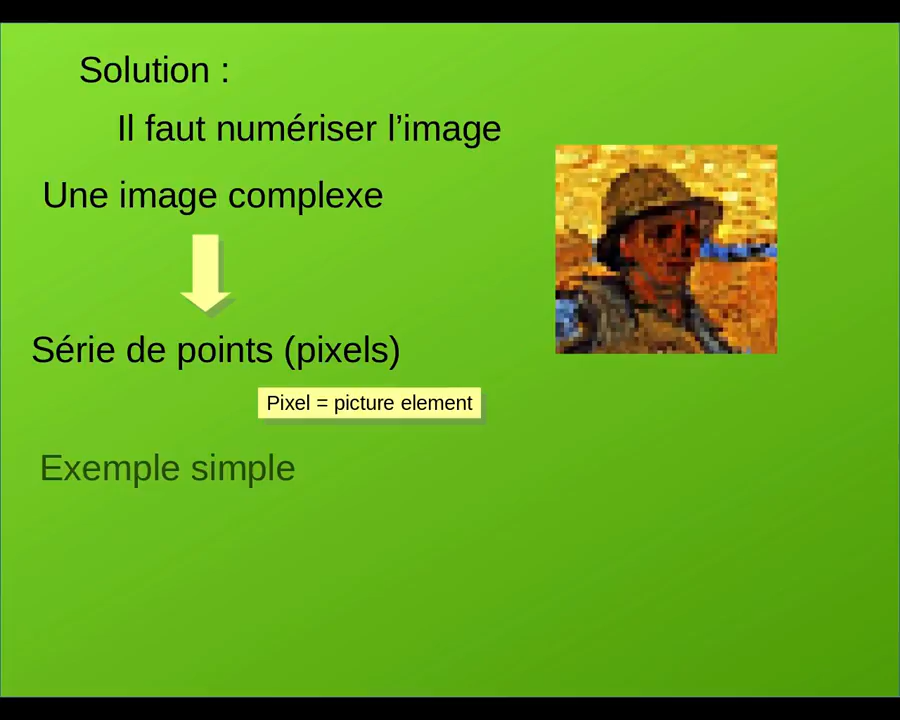 Solution :
Il faut numériser l’image
Une image complexe
Série de points (pixels)
Pixel = picture element
Exemple simple